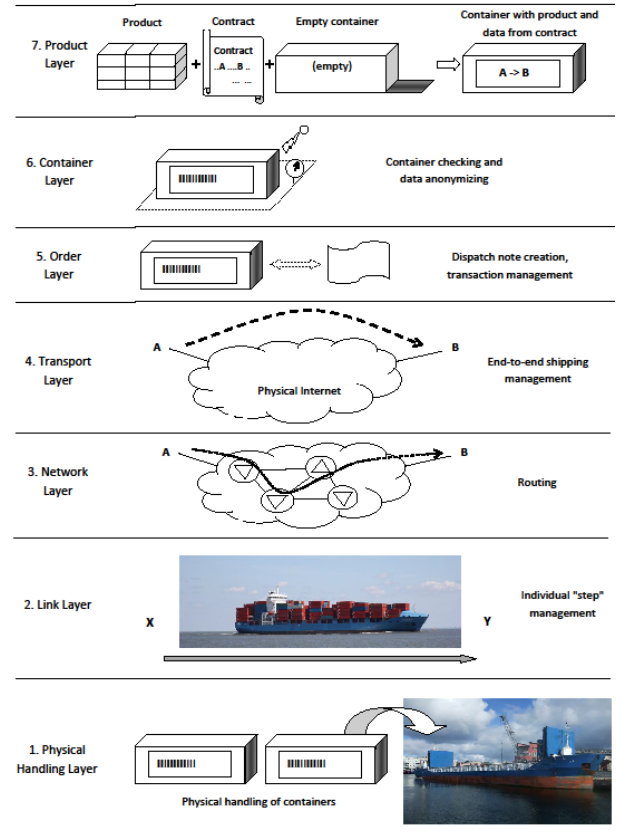 Product
Contract
Empty container
Container with product and
data from contract
7. Product
Layer
+
Contract
..A ....B ..
... ...
+
(empty)
A -> B
6. Container
Layer
Container checking and
data anonymizing
5. Order
Layer
Dispatch note creation,
transaction management
4. Transport
Layer
A
B
Physical Internet
End-to-end shipping
management
3. Network
Layer
A
B
Routing
2. Link Layer
X
Y
Individual "step"
management
1. Physical
Handling Layer
Physical handling of containers